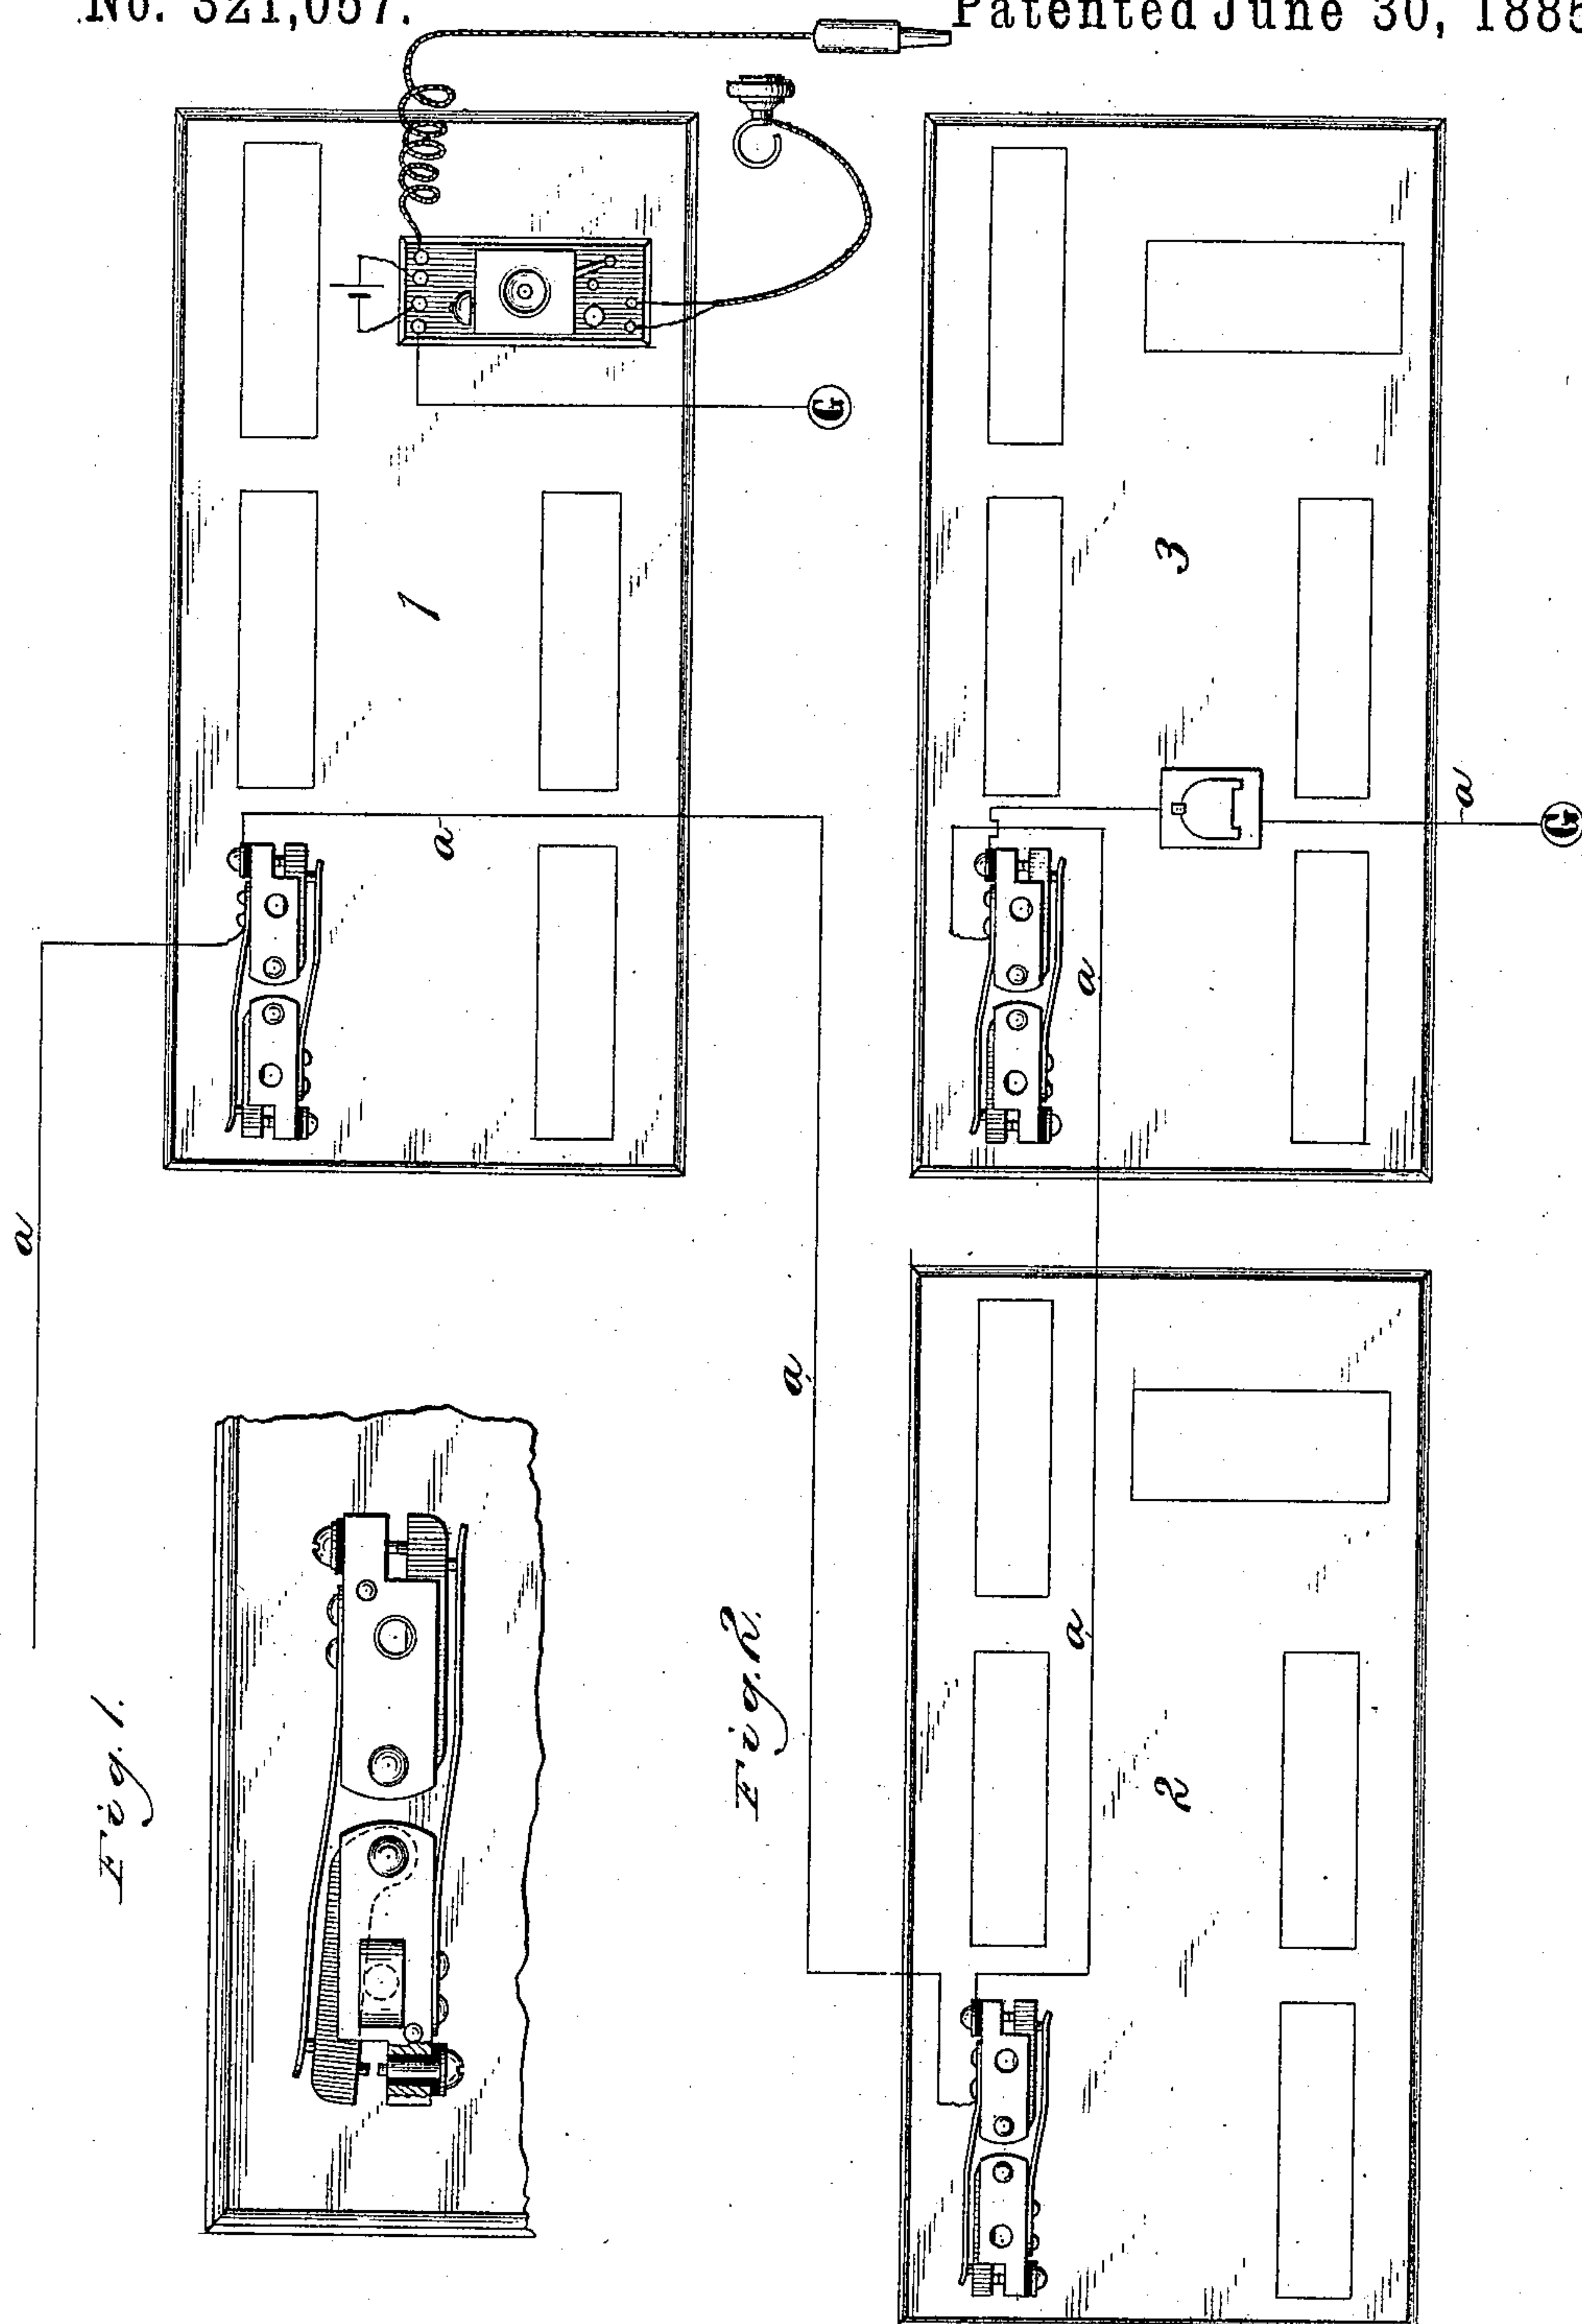 No. 321,057.
Patented June 30, 1885
G
1
a
a
3
a
a
G
a
a
Fig. 1.
Fig. 2.
a
2